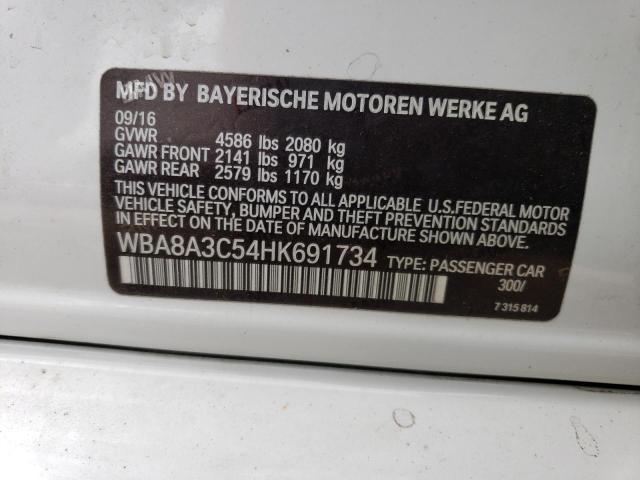 MFD BY BAYERISCHE MOTOREN WERKE AG
09/16
GVWR 4586 lbs 2080 kg
GAWR FRONT 2141 lbs 971 kg
GAWR REAR 2579 lbs 1170 kg
THIS VEHICLE CONFORMS TO ALL APPLICABLE U.S.FEDERAL MOTOR
VEHICLE SAFETY, BUMPER AND THEFT PREVENTION STANDARDS
IN EFFECT ON THE DATE OF MANUFACTURE SHOWN ABOVE.
WBA8A3C54HK691734 TYPE: PASSENGER CAR
300/
7 315 814